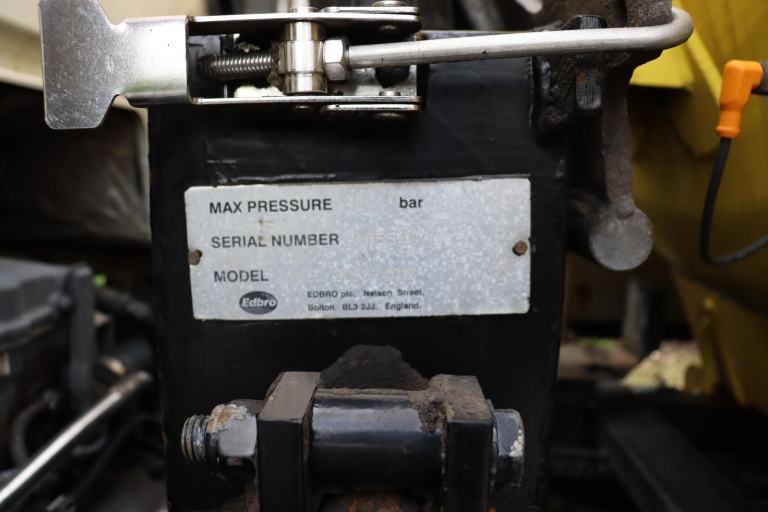 MAX PRESSURE bar
SERIAL NUMBER
MODEL
Edbro
EDBRO plc. Nelson Street,
Bolton. BL3 2JJ. England.